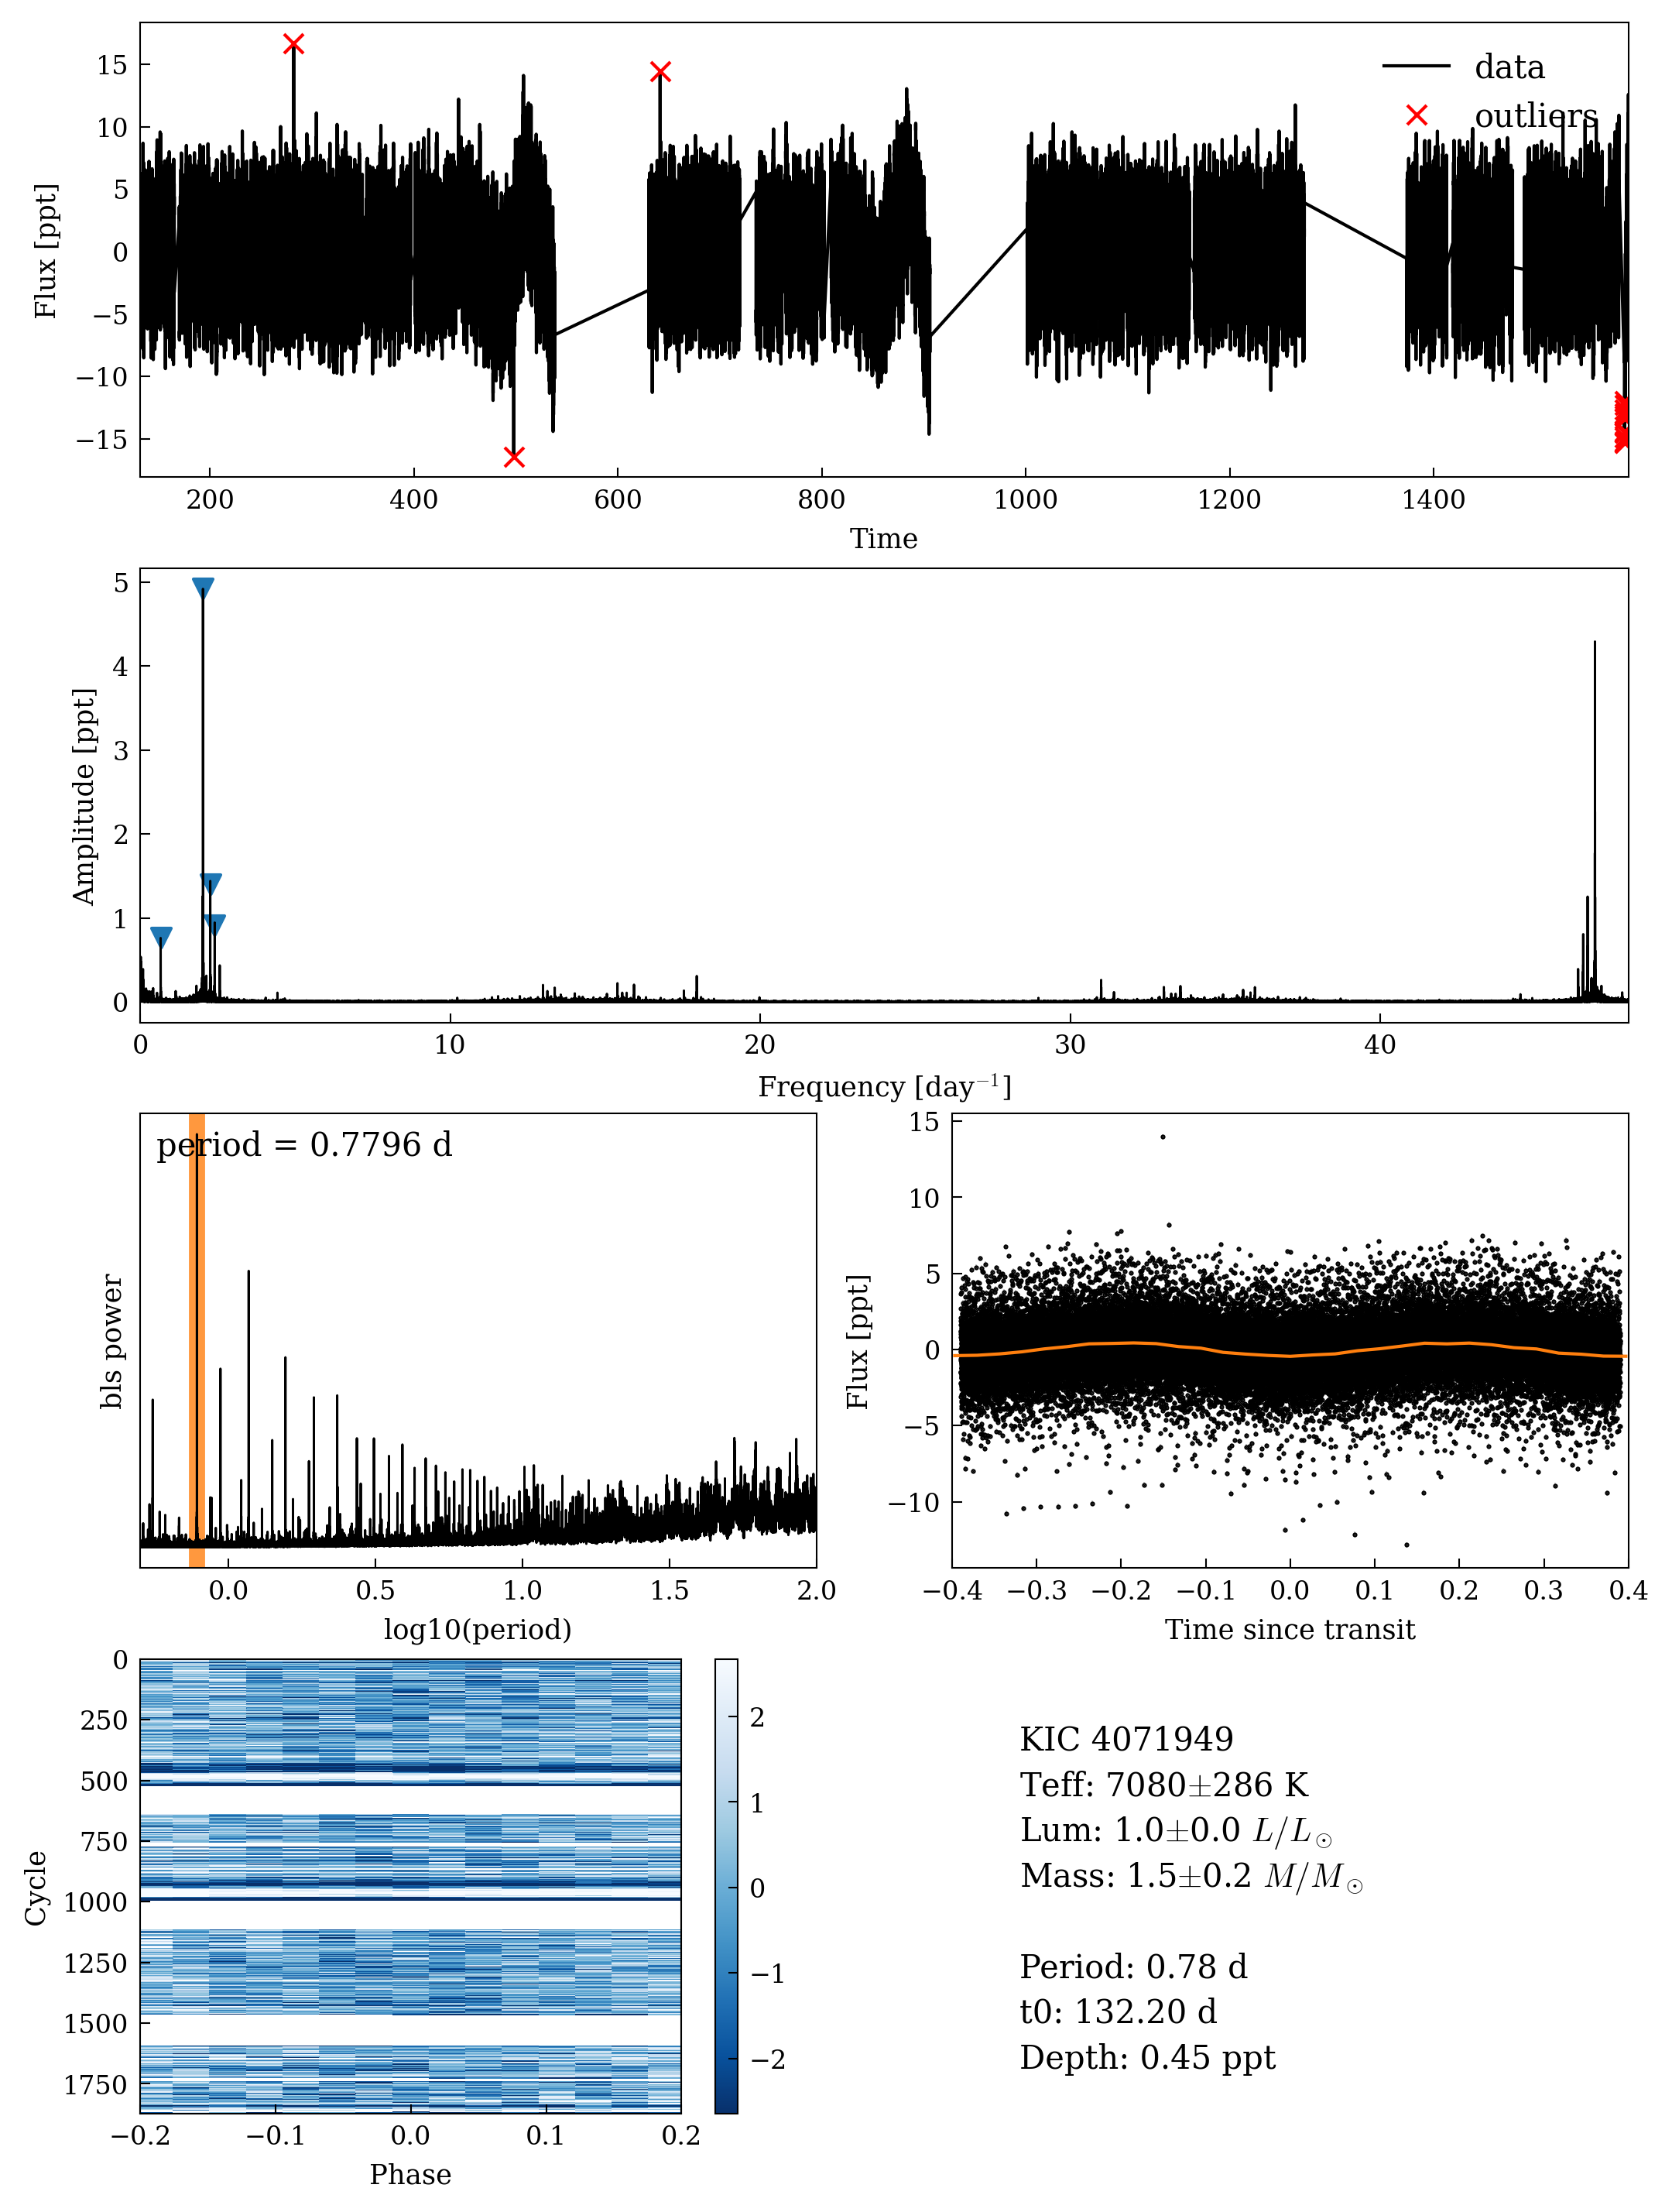 15
10
5
0
−5
−10
−15
Flux [ppt]
data
outliers
200 400 600 800 1000 1200 1400
Time
5
4
3
2
1
0
Amplitude [ppt]
0 10 20 30 40
Frequency [day⁻¹]
period = 0.7796 d
bls power
0.0 0.5 1.0 1.5 2.0
log10(period)
15
10
5
0
−5
−10
Flux [ppt]
−0.4 −0.3 −0.2 −0.1 0.0 0.1 0.2 0.3 0.4
Time since transit
0
250
500
750
1000
1250
1500
1750
Cycle
−0.2 −0.1 0.0 0.1 0.2
Phase
2
1
0
−1
−2
KIC 4071949
Teff: 7080±286 K
Lum: 1.0±0.0 L/L⊙
Mass: 1.5±0.2 M/M⊙
Period: 0.78 d
t0: 132.20 d
Depth: 0.45 ppt